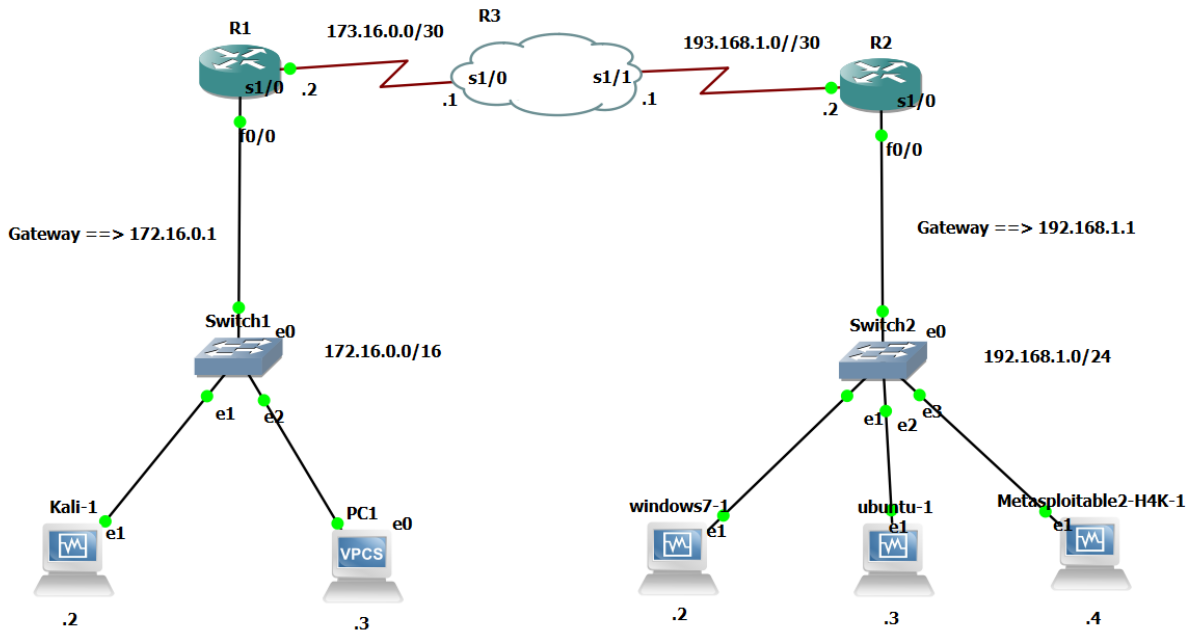 R3
R1
173.16.0.0/30
193.168.1.0//30
R2
s1/0
.2
s1/0
.1
s1/1
.1
.2
s1/0
f0/0
f0/0
Gateway ==> 172.16.0.1
Gateway ==> 192.168.1.1
Switch1
e0
172.16.0.0/16
Switch2
e0
192.168.1.0/24
e1
e2
e1
e2
e3
Kali-1
e1
PC1
e0
VPCS
windows7-1
e1
ubuntu-1
e1
Metasploitable2-H4K-1
e1
.2
.3
.2
.3
.4